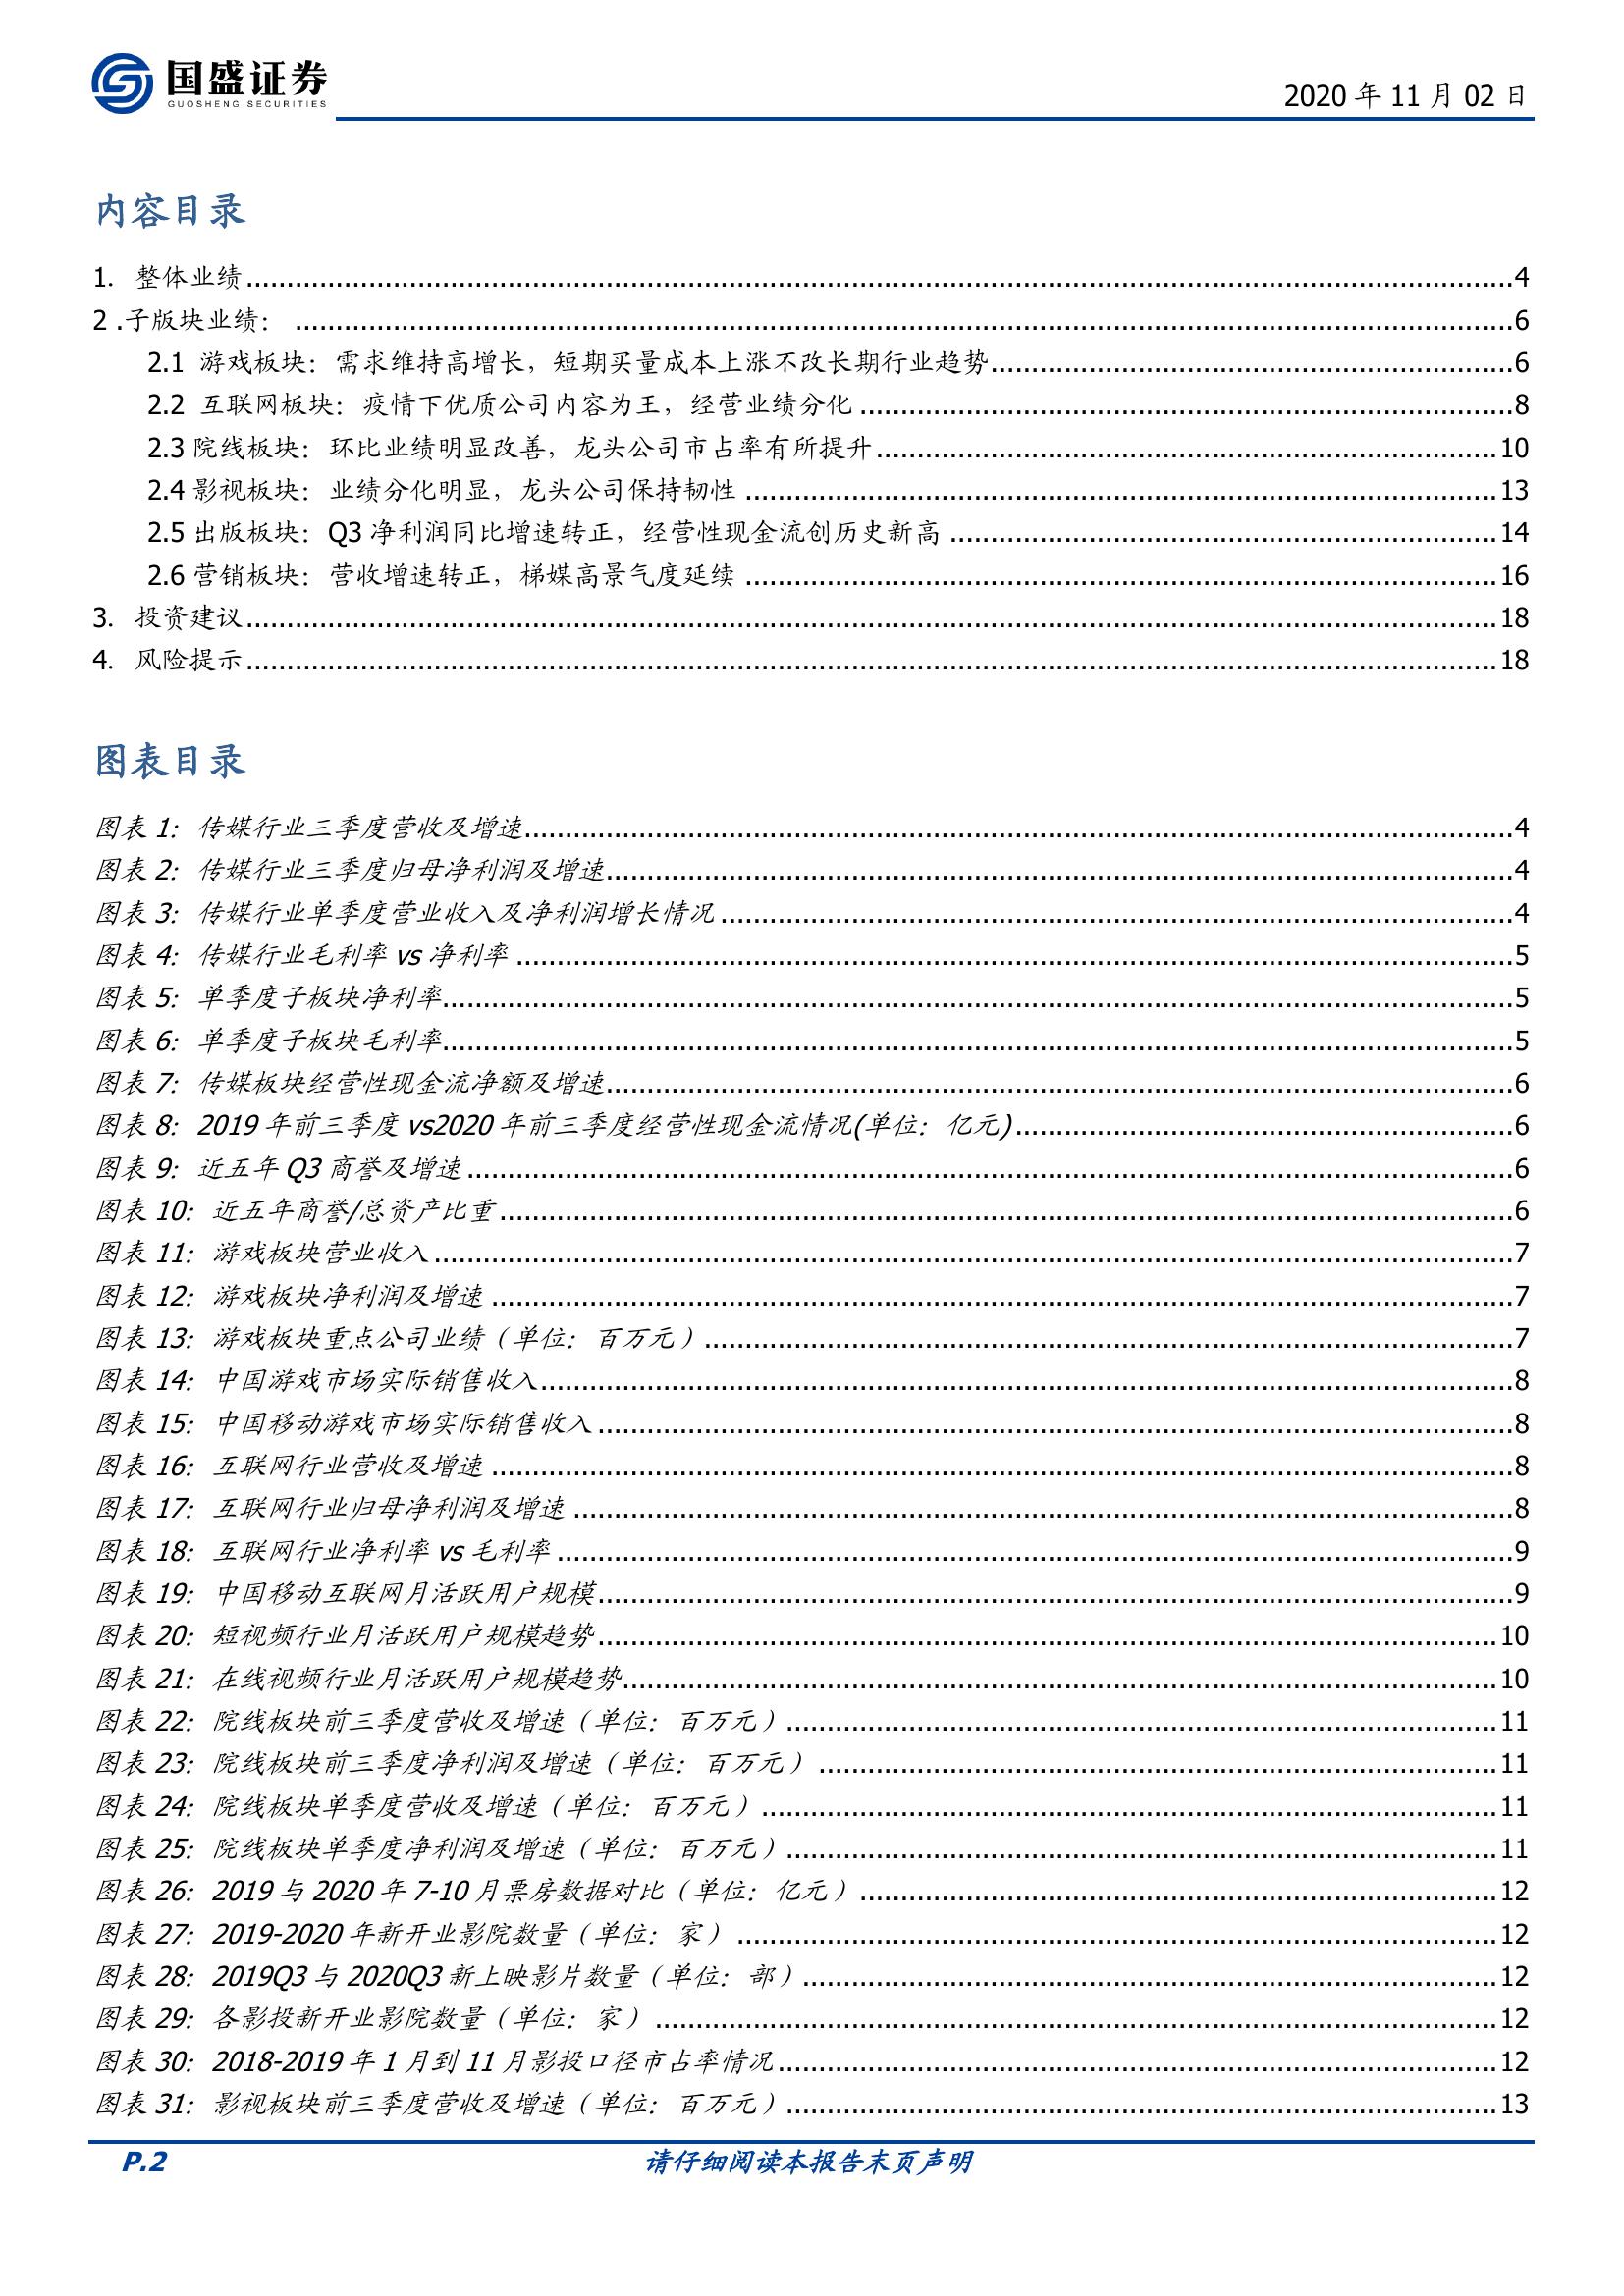 国盛证券
GUOSHENG SECURITIES
2020 年 11 月 02 日
内容目录
1. 整体业绩....................4
2 .子版块业绩： ....................6
2.1 游戏板块：需求维持高增长，短期买量成本上涨不改长期行业趋势....................6
2.2 互联网板块：疫情下优质公司内容为王，经营业绩分化....................8
2.3 院线板块：环比业绩明显改善，龙头公司市占率有所提升....................10
2.4 影视板块：业绩分化明显，龙头公司保持韧性....................13
2.5 出版板块：Q3 净利润同比增速转正，经营性现金流创历史新高....................14
2.6 营销板块：营收增速转正，梯媒高景气度延续....................16
3. 投资建议....................18
4. 风险提示....................18
图表目录
图表 1：传媒行业三季度营收及增速....................4
图表 2：传媒行业三季度归母净利润及增速....................4
图表 3：传媒行业单季度营业收入及净利润增长情况....................4
图表 4：传媒行业毛利率 vs 净利率....................5
图表 5：单季度子板块净利率....................5
图表 6：单季度子板块毛利率....................5
图表 7：传媒板块经营性现金流净额及增速....................6
图表 8：2019 年前三季度 vs2020 年前三季度经营性现金流情况(单位：亿元)....................6
图表 9：近五年 Q3 商誉及增速....................6
图表 10：近五年商誉/总资产比重....................6
图表 11：游戏板块营业收入....................7
图表 12：游戏板块净利润及增速....................7
图表 13：游戏板块重点公司业绩（单位：百万元）....................7
图表 14：中国游戏市场实际销售收入....................8
图表 15：中国移动游戏市场实际销售收入....................8
图表 16：互联网行业营收及增速....................8
图表 17：互联网行业归母净利润及增速....................8
图表 18：互联网行业净利率 vs 毛利率....................9
图表 19：中国移动互联网月活跃用户规模....................9
图表 20：短视频行业月活跃用户规模趋势....................10
图表 21：在线视频行业月活跃用户规模趋势....................10
图表 22：院线板块前三季度营收及增速（单位：百万元）....................11
图表 23：院线板块前三季度净利润及增速（单位：百万元）....................11
图表 24：院线板块单季度营收及增速（单位：百万元）....................11
图表 25：院线板块单季度净利润及增速（单位：百万元）....................11
图表 26：2019 与 2020 年 7-10 月票房数据对比（单位：亿元）....................12
图表 27：2019-2020 年新开业影院数量（单位：家）....................12
图表 28：2019Q3 与 2020Q3 新上映影片数量（单位：部）....................12
图表 29：各影投新开业影院数量（单位：家）....................12
图表 30：2018-2019 年 1 月到 11 月影投口径市占率情况....................12
图表 31：影视板块前三季度营收及增速（单位：百万元）....................13
P.2
请仔细阅读本报告末页声明